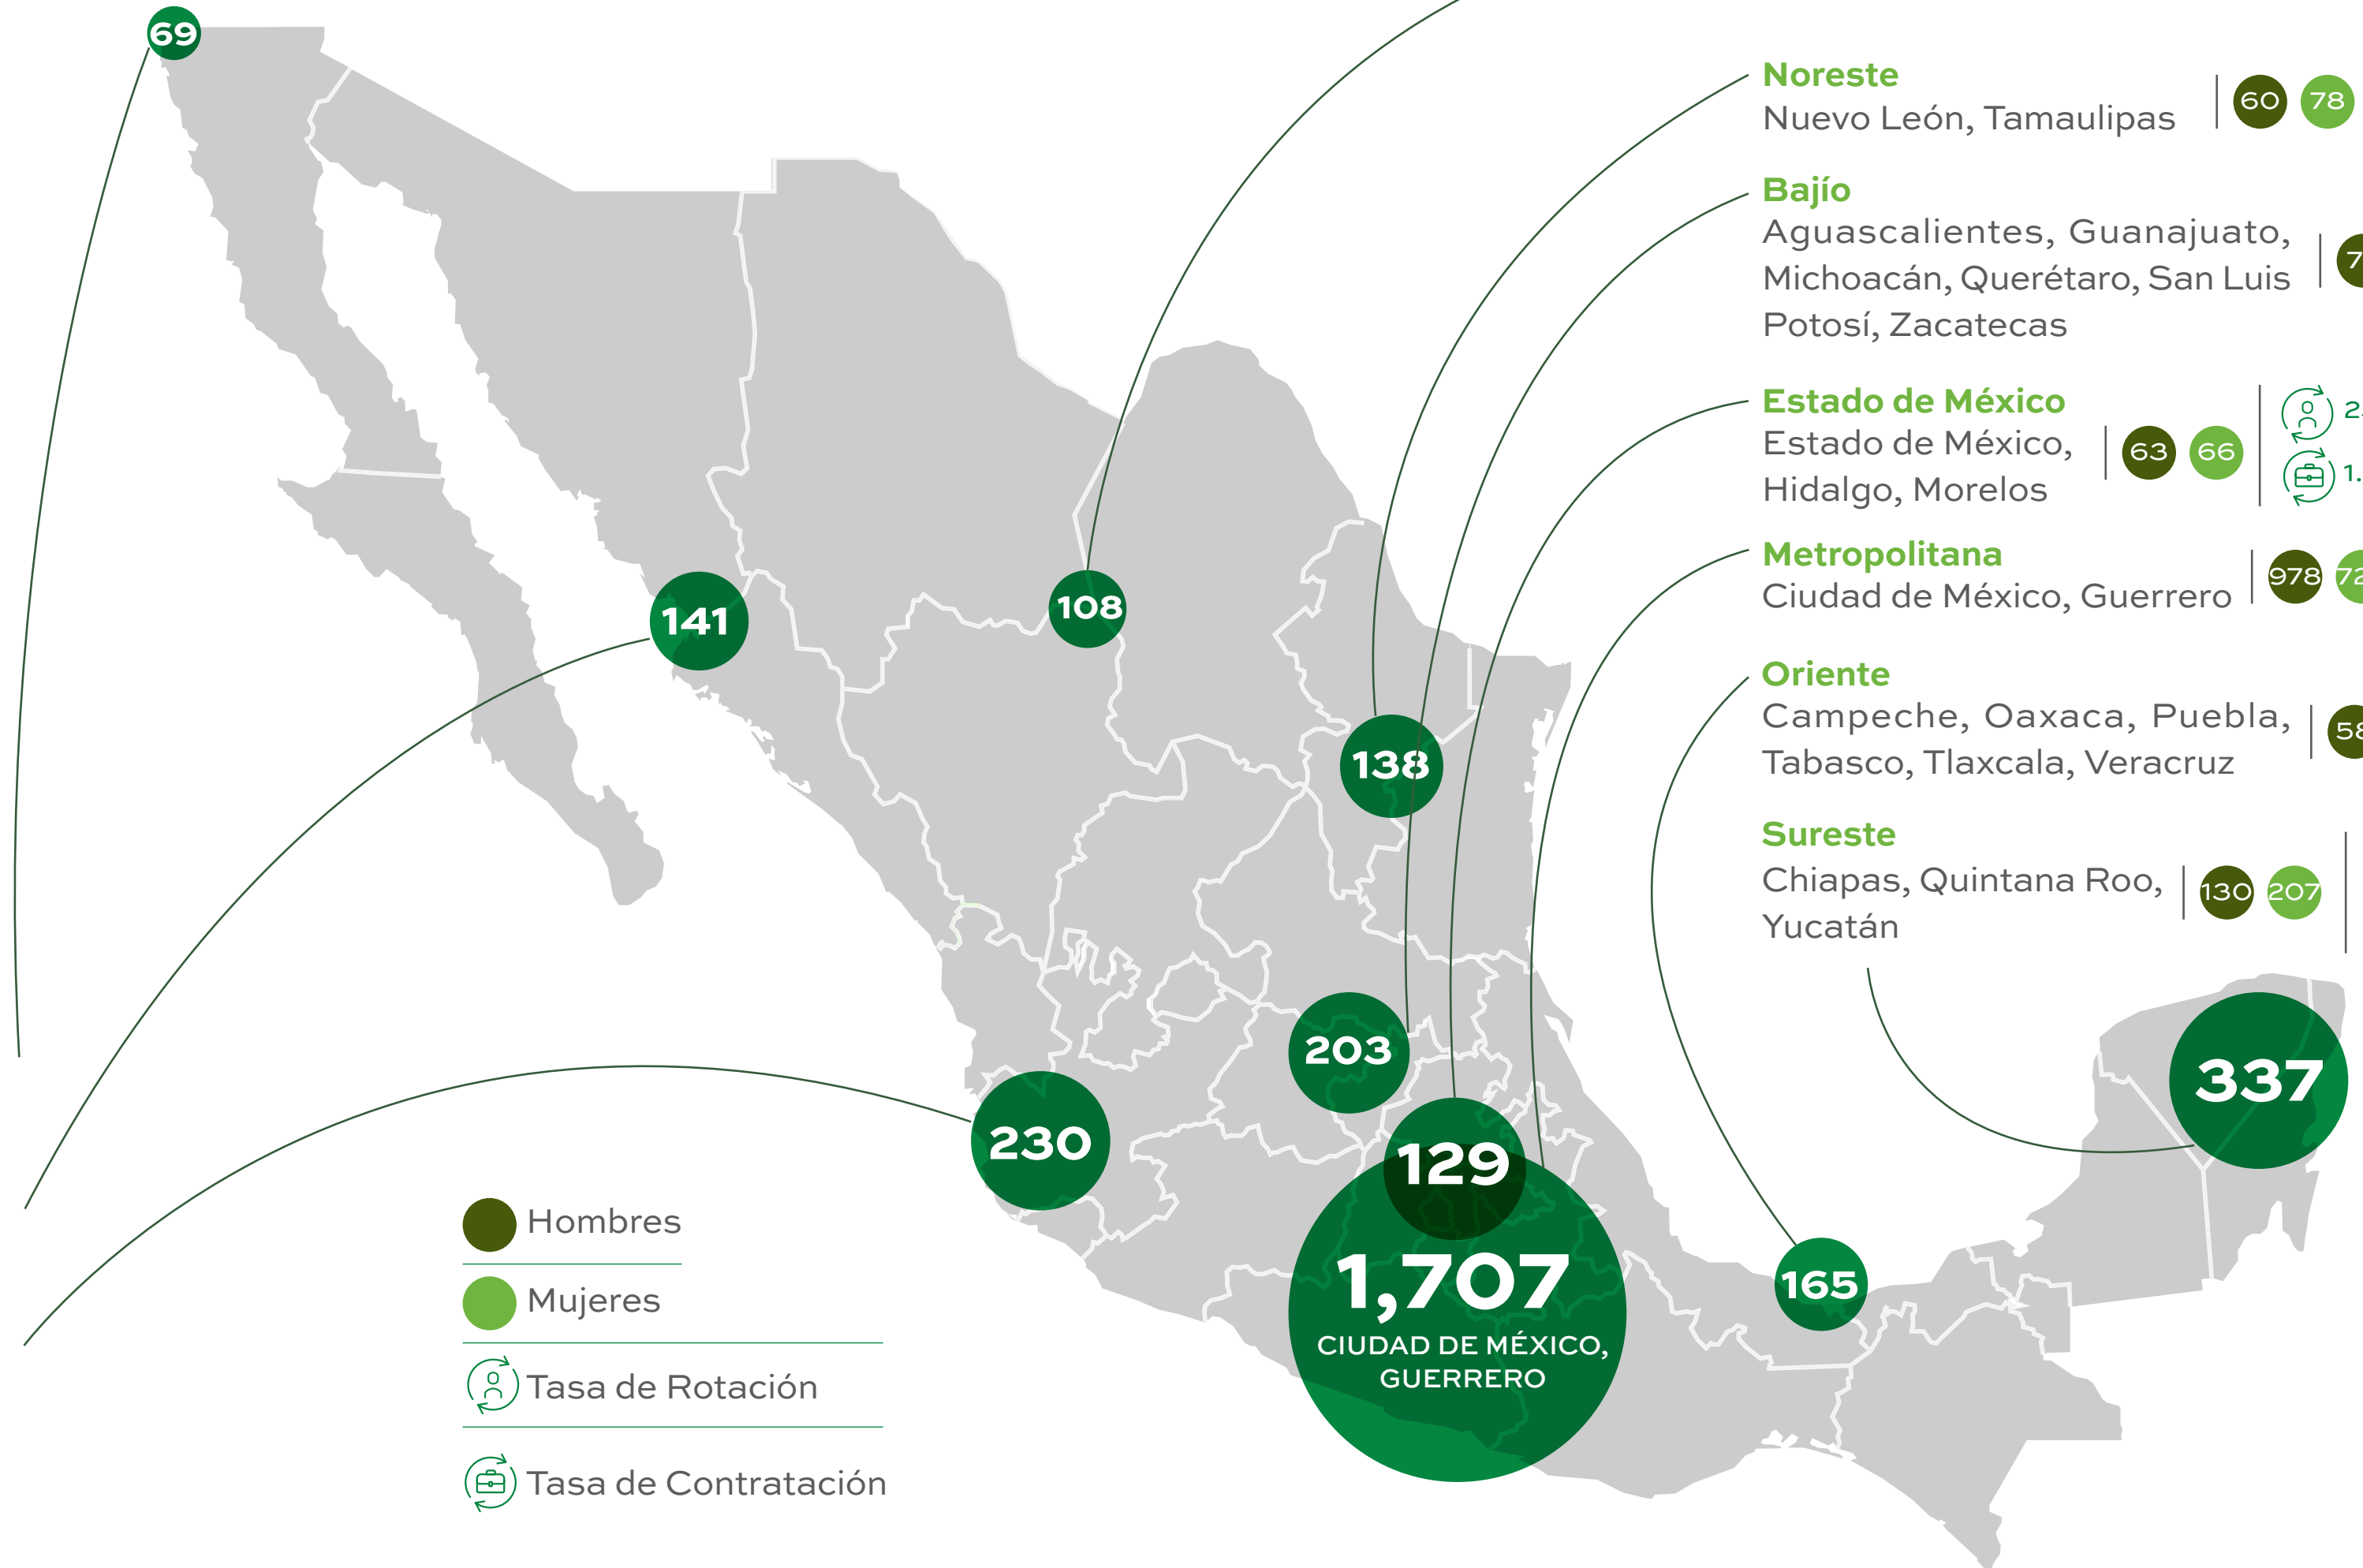 69
Noreste
Nuevo León, Tamaulipas
60 78
Bajío
Aguascalientes, Guanajuato,
Michoacán, Querétaro, San Luis
Potosí, Zacatecas
Estado de México
Estado de México,
Hidalgo, Morelos
63 66
Metropolitana
Ciudad de México, Guerrero
978
Oriente
Campeche, Oaxaca, Puebla,
Tabasco, Tlaxcala, Veracruz
Sureste
Chiapas, Quintana Roo,
Yucatán
130 207
141
108
138
203
230
129
337
1,707
CIUDAD DE MÉXICO,
GUERRERO
165
Hombres
Mujeres
Tasa de Rotación
Tasa de Contratación